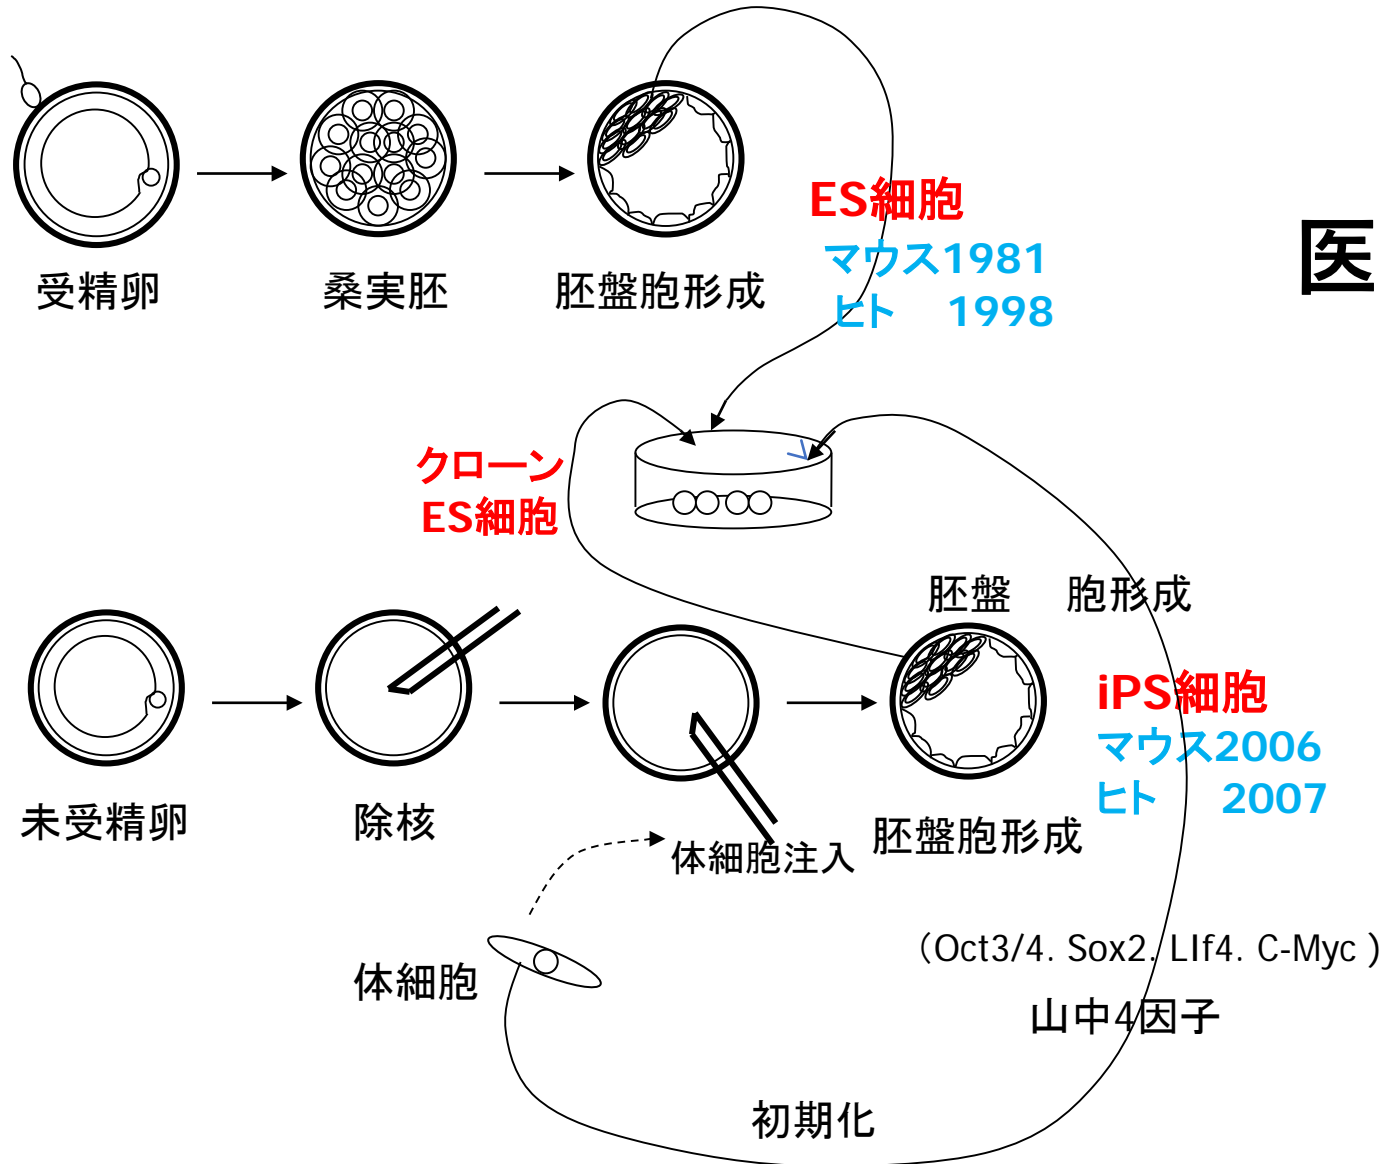 ES細胞
マウス1981
ヒト 1998
医
受精卵
桑実胚
胚盤胞形成
クローン
ES細胞
胚盤 胞形成
iPS細胞
マウス2006
ヒト 2007
未受精卵
除核
体細胞注入
胚盤胞形成
体細胞
（Oct3/4. Sox2. LIf4. C-Myc )
山中4因子
初期化